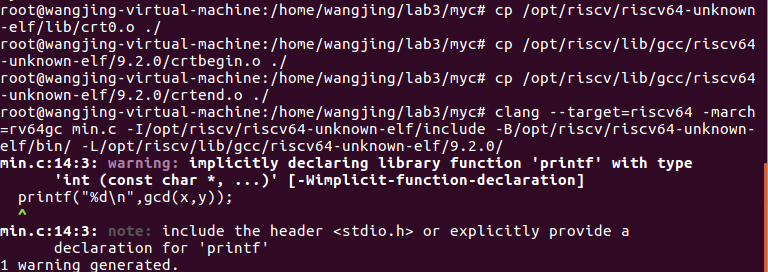 root@wangjing-virtual-machine:/home/wangjing/lab3/myc# cp /opt/riscv/riscv64-unknown
-elf/lib/crt0.o ./
root@wangjing-virtual-machine:/home/wangjing/lab3/myc# cp /opt/riscv/lib/gcc/riscv64
-unknown-elf/9.2.0/crtbegin.o ./
root@wangjing-virtual-machine:/home/wangjing/lab3/myc# cp /opt/riscv/lib/gcc/riscv64
-unknown-elf/9.2.0/crtend.o ./
root@wangjing-virtual-machine:/home/wangjing/lab3/myc# clang --target=riscv64 -march
=rv64gc min.c -I/opt/riscv/riscv64-unknown-elf/include -B/opt/riscv/riscv64-unknown-
elf/bin/ -L/opt/riscv/lib/gcc/riscv64-unknown-elf/9.2.0/
min.c:14:3: warning: implicitly declaring library function 'printf' with type
'int (const char *, ...)' [-Wimplicit-function-declaration]
printf("%d\n",gcd(x,y));
^
min.c:14:3: note: include the header <stdio.h> or explicitly provide a
declaration for 'printf'
1 warning generated.